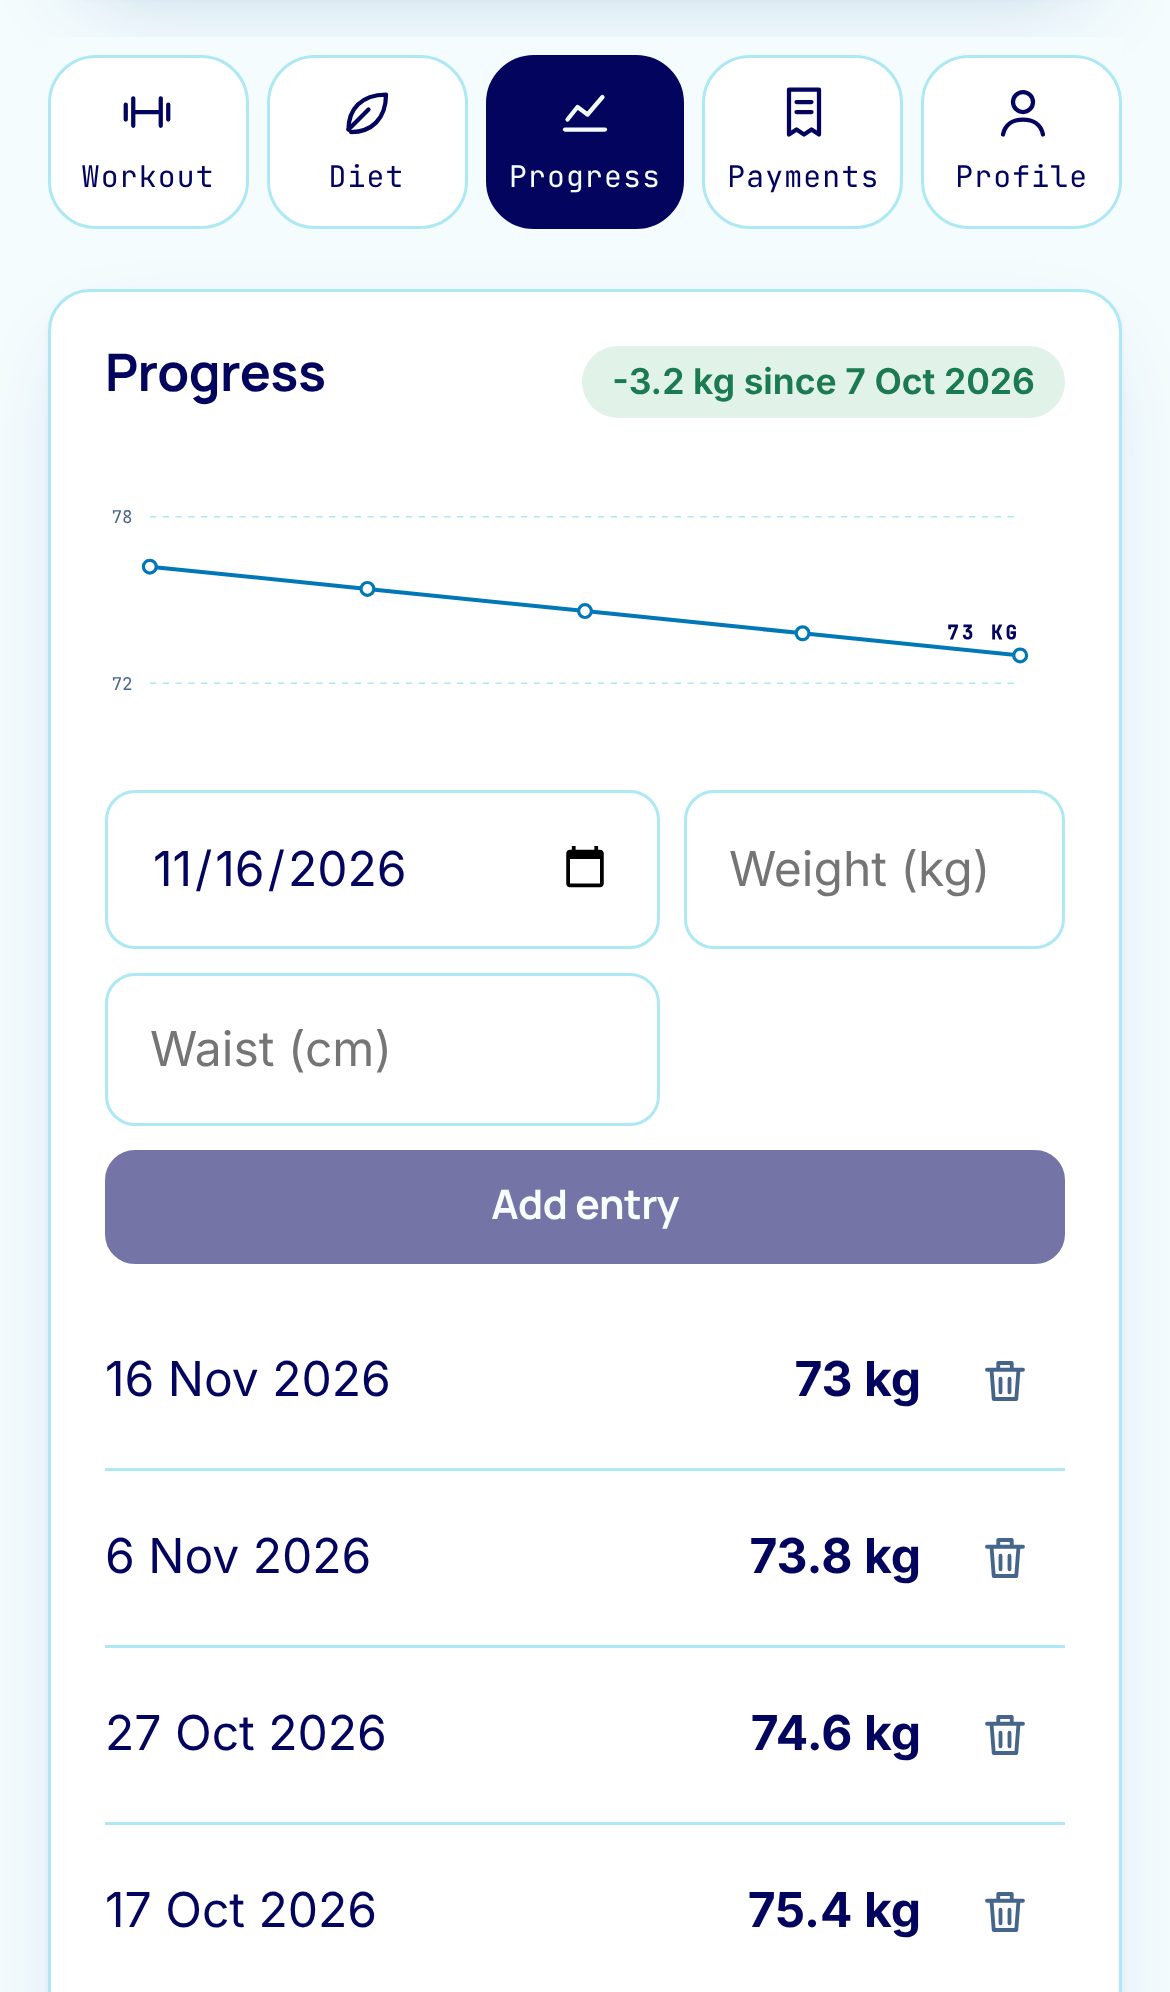 Workout
Diet
Progress
Payments
Profile
Progress
-3.2 kg since 7 Oct 2026
78
73 KG
72
11/16/2026
Weight (kg)
Waist (cm)
Add entry
16 Nov 2026 73 kg
6 Nov 2026 73.8 kg
27 Oct 2026 74.6 kg
17 Oct 2026 75.4 kg